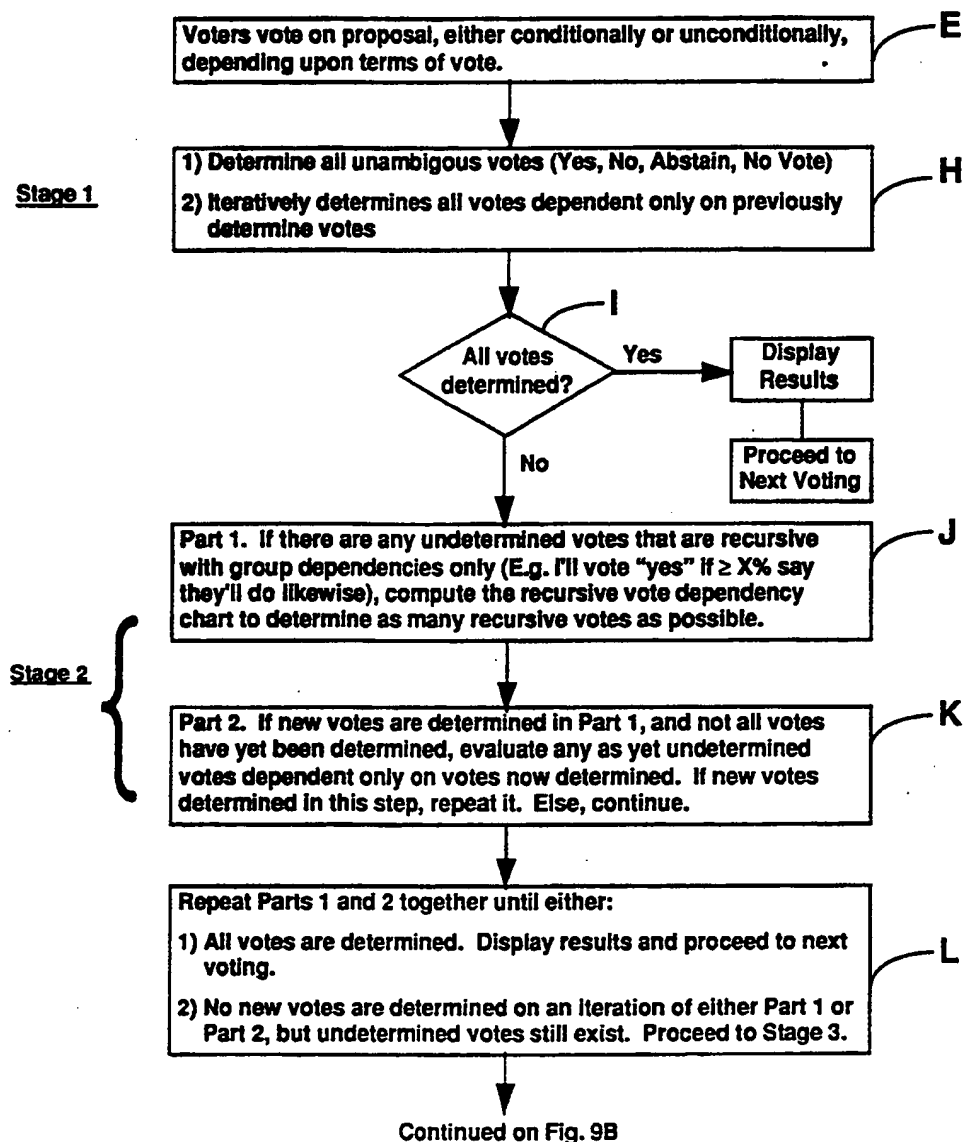 Voters vote on proposal, either conditionally or unconditionally,
depending upon terms of vote.
E
Stage 1
1) Determine all unambigous votes (Yes, No, Abstain, No Vote)
2) Iteratively determines all votes dependent only on previously
determine votes
H
I
All votes
determined?
Yes
Display
Results
No
Proceed to
Next Voting
Part 1. If there are any undetermined votes that are recursive
with group dependencies only (E.g. I'll vote "yes" if ≥ X% say
they'll do likewise), compute the recursive vote dependency
chart to determine as many recursive votes as possible.
J
Stage 2
Part 2. If new votes are determined in Part 1, and not all votes
have yet been determined, evaluate any as yet undetermined
votes dependent only on votes now determined. If new votes
determined in this step, repeat it. Else, continue.
K
Repeat Parts 1 and 2 together until either:
1) All votes are determined. Display results and proceed to next
voting.
2) No new votes are determined on an iteration of either Part 1 or
Part 2, but undetermined votes still exist. Proceed to Stage 3.
L
Continued on Fig. 9B